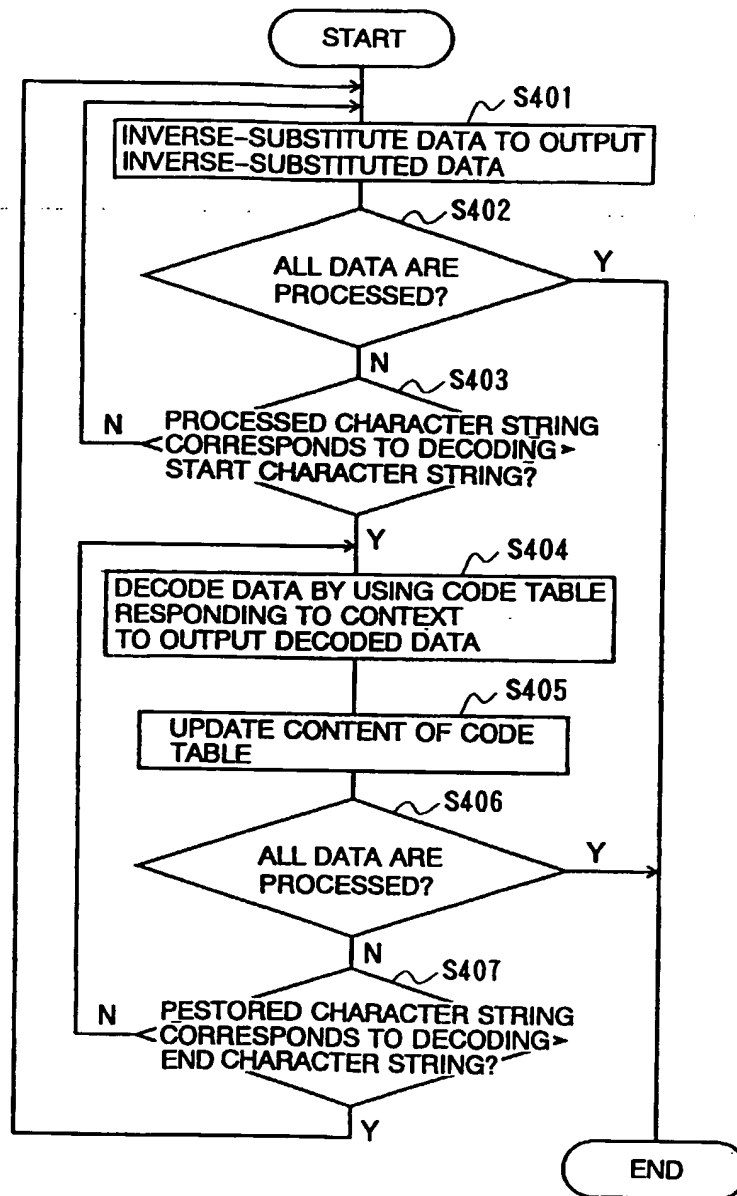 START
S401
INVERSE-SUBSTITUTE DATA TO OUTPUT
INVERSE-SUBSTITUTED DATA
S402
ALL DATA ARE
PROCESSED?
Y
N
S403
N
PROCESSED CHARACTER STRING
CORRESPONDS TO DECODING
START CHARACTER STRING?
Y
S404
DECODE DATA BY USING CODE TABLE
RESPONDING TO CONTEXT
TO OUTPUT DECODED DATA
S405
UPDATE CONTENT OF CODE
TABLE
S406
ALL DATA ARE
PROCESSED?
Y
N
S407
N
PESTORED CHARACTER STRING
CORRESPONDS TO DECODING
END CHARACTER STRING?
Y
END